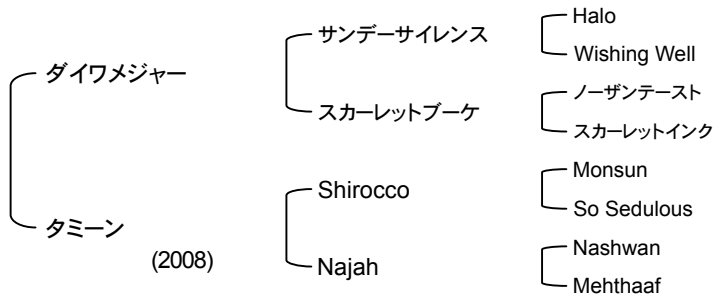 ダイワメジャー
サンデーサイレンス
Halo
Wishing Well
スカーレットブーケ
ノーザンテースト
スカーレットインク
タミーン
(2008)
Shirocco
Monsun
So Sedulous
Najah
Nashwan
Mehthaaf